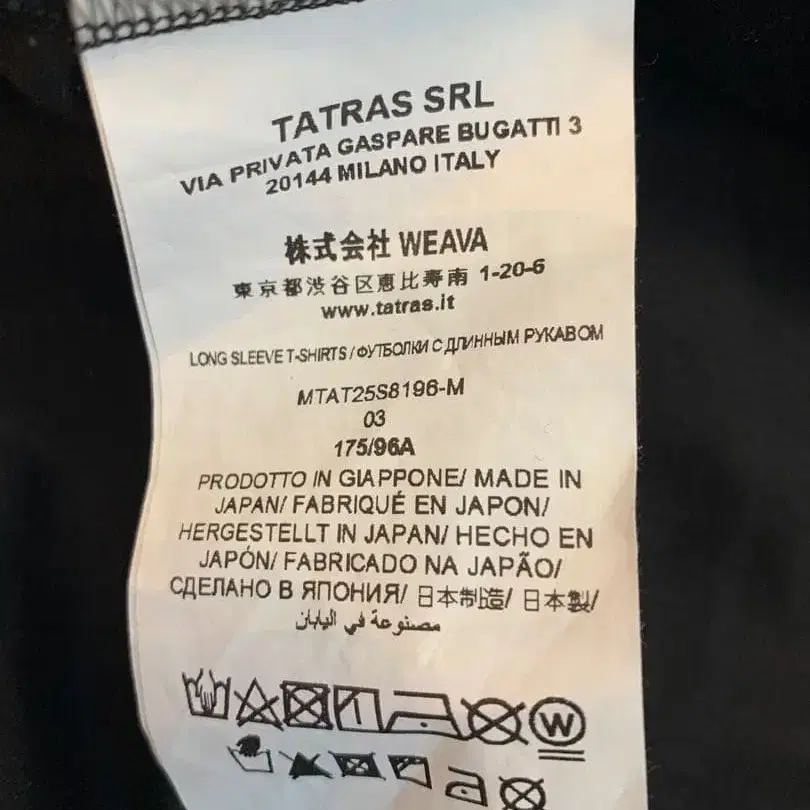 TATRAS SRL
VIA PRIVATA GASPARE BUGATTI 3
20144 MILANO ITALY
株式会社 WEAVA
東京都渋谷区恵比寿南 1-20-6
www.tatras.it
LONG SLEEVE T-SHIRTS / ФУТБОЛКИ С ДЛИННЫМ РУКАВОМ
MTAT25S8196-M
03
175/96A
PRODOTTO IN GIAPPONE/ MADE IN
JAPAN/ FABRIQUÉ EN JAPON/
HERGESTELLT IN JAPAN/ HECHO EN
JAPÓN/ FABRICADO NA JAPÃO/
СДЕЛАНО В ЯПОНИЯ/ 日本制造/ 日本製/
مصنوعة في اليابان
W